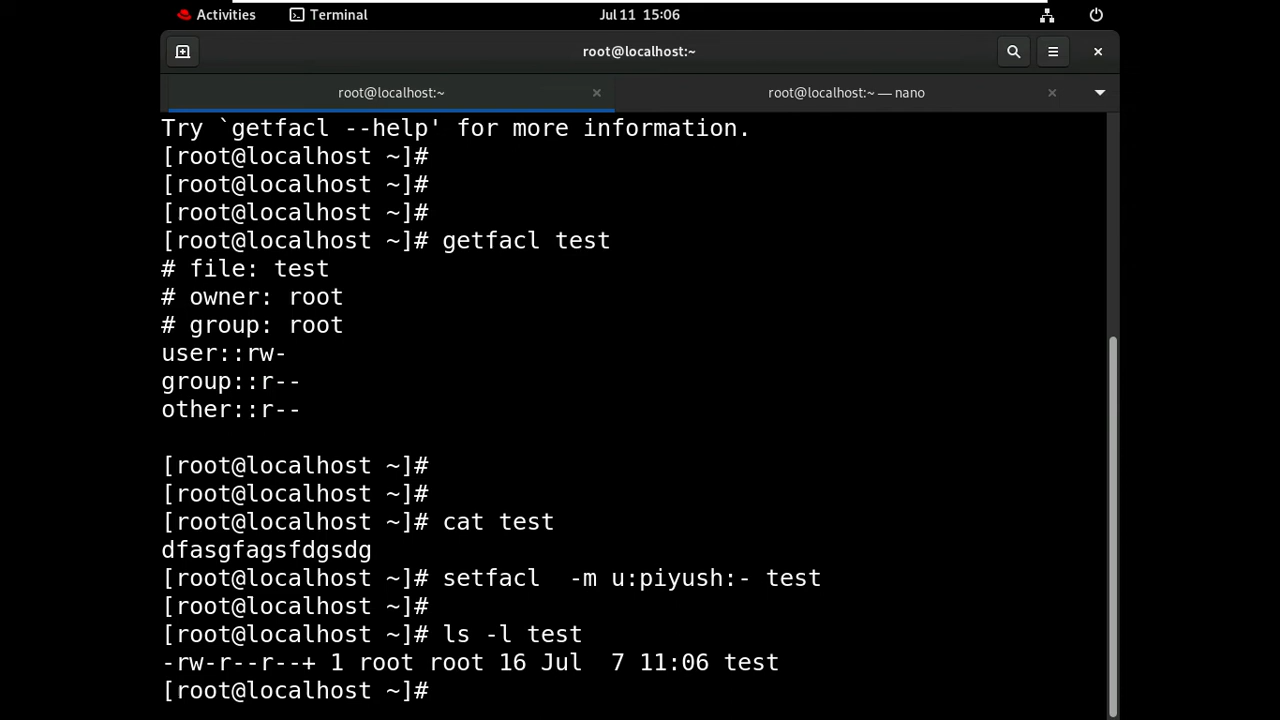 Activities Terminal Jul 11 15:06
root@localhost:~
root@localhost:~ root@localhost:~ — nano
Try `getfacl --help' for more information.
[root@localhost ~]#
[root@localhost ~]#
[root@localhost ~]#
[root@localhost ~]# getfacl test
# file: test
# owner: root
# group: root
user::rw-
group::r--
other::r--
[root@localhost ~]#
[root@localhost ~]#
[root@localhost ~]# cat test
dfasgfagsfdgsdg
[root@localhost ~]# setfacl  -m u:piyush:- test
[root@localhost ~]#
[root@localhost ~]# ls -l test
-rw-r--r--+ 1 root root 16 Jul  7 11:06 test
[root@localhost ~]#